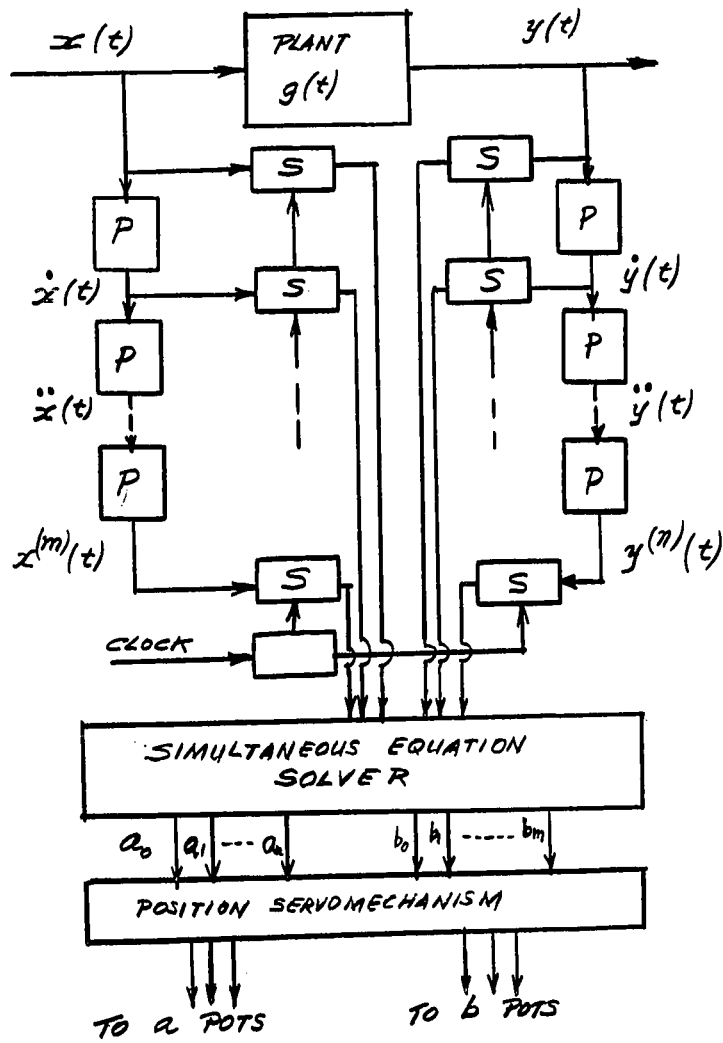 x(t)
PLANT
g(t)
y(t)
S
S
P
P
ẋ(t)
S
S
ẏ(t)
P
P
ẍ(t)
ÿ(t)
P
P
x^(m)(t)
S
S
y^(n)(t)
CLOCK
SIMULTANEOUS EQUATION
SOLVER
a₀ a₁ ---- aₙ b₀ b₁ ------ bm
POSITION SERVOMECHANISM
TO a POTS
TO b POTS